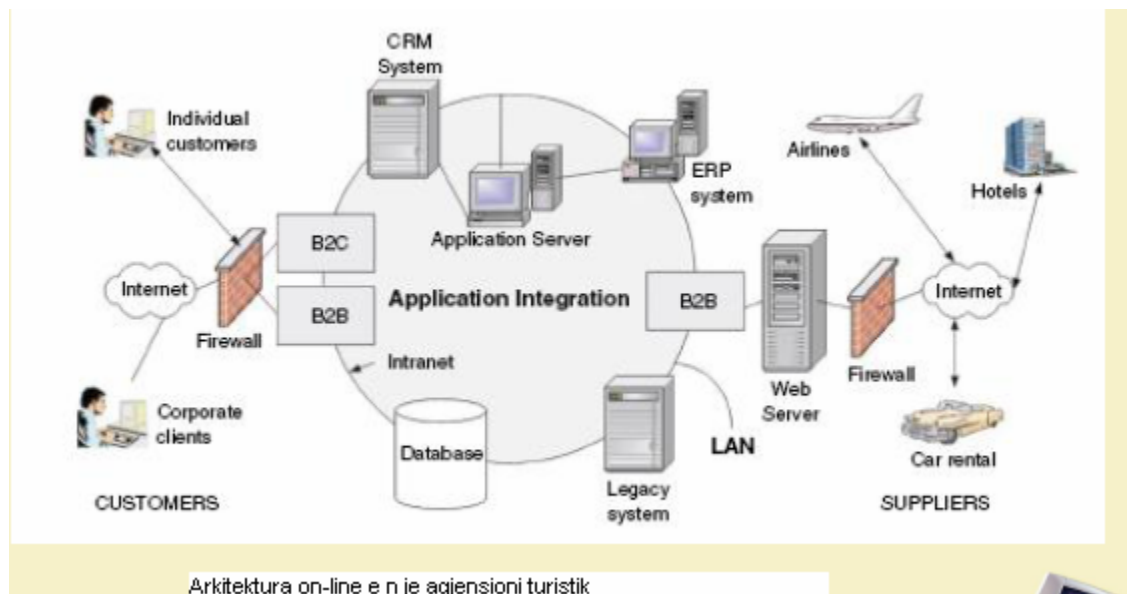 CRM
System
Individual
customers
Airlines
ERP
system
Hotels
B2C
Application Server
Internet
Application Integration
B2B
Internet
B2B
Firewall
Intranet
Firewall
Web
Server
Corporate
clients
Database
LAN
Car rental
Legacy
system
CUSTOMERS
SUPPLIERS
Arkitektura on-line e n je agjensioni turistik